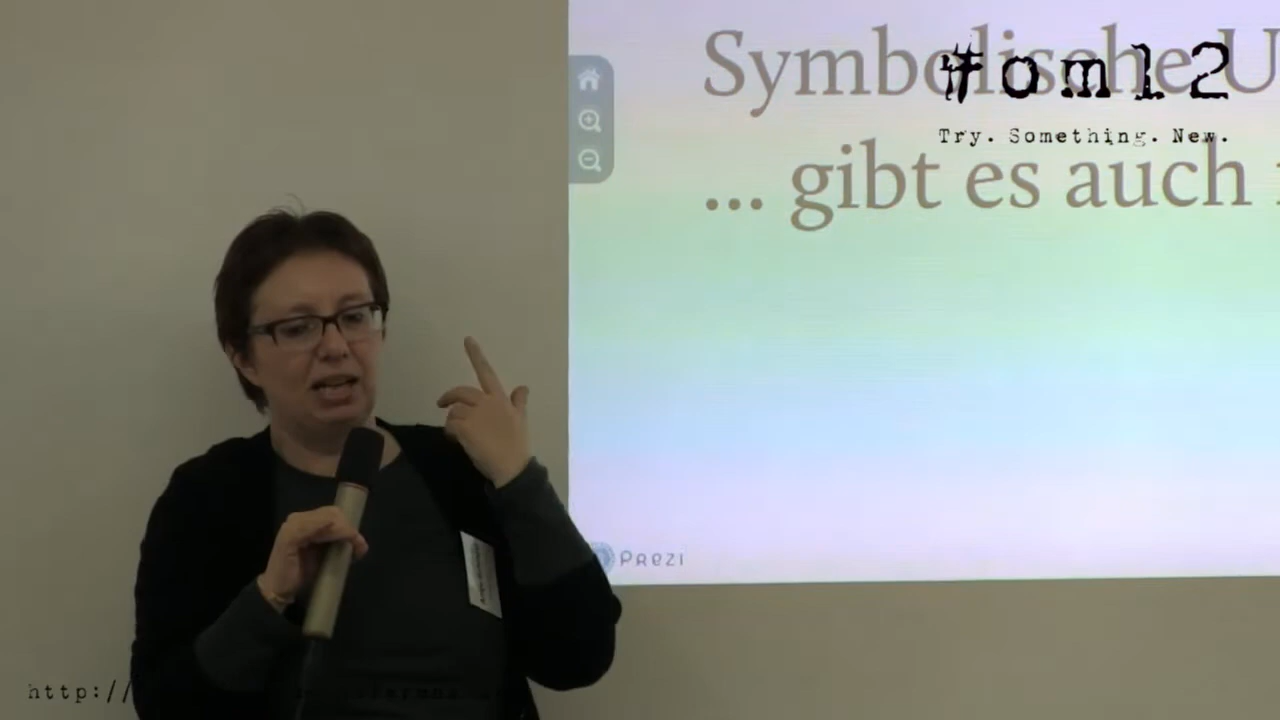 Symbolische U
... gibt es auch
#om12
Try. Something. New.
Prezi
http://